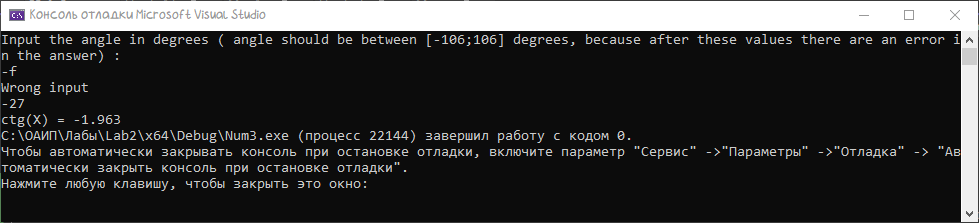 Консоль отладки Microsoft Visual Studio
Input the angle in degrees ( angle should be between [-106;106] degrees, because after these values there are an error i
n the answer) :
-f
Wrong input
-27
ctg(X) = -1.963
C:\ОАИП\Лабы\Lab2\x64\Debug\Num3.exe (процесс 22144) завершил работу с кодом 0.
Чтобы автоматически закрывать консоль при остановке отладки, включите параметр "Сервис" ->"Параметры" ->"Отладка" -> "Ав
томатически закрыть консоль при остановке отладки".
Нажмите любую клавишу, чтобы закрыть это окно: